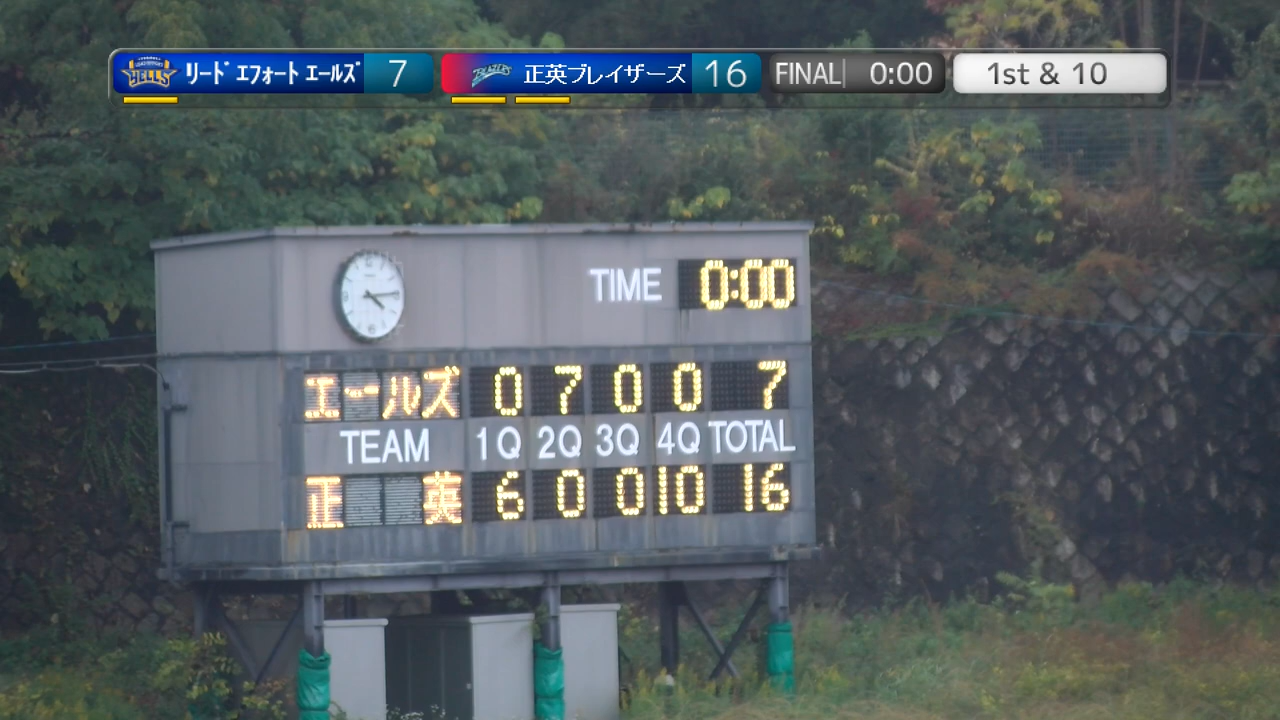 HELLS リード エフォート エールズ 7 BLAZERS 正英ブレイザーズ 16 FINAL 0:00 1st & 10
TIME 0:00
エールズ 0 7 0 0 7
TEAM 1Q 2Q 3Q 4Q TOTAL
正英 6 0 0 10 16